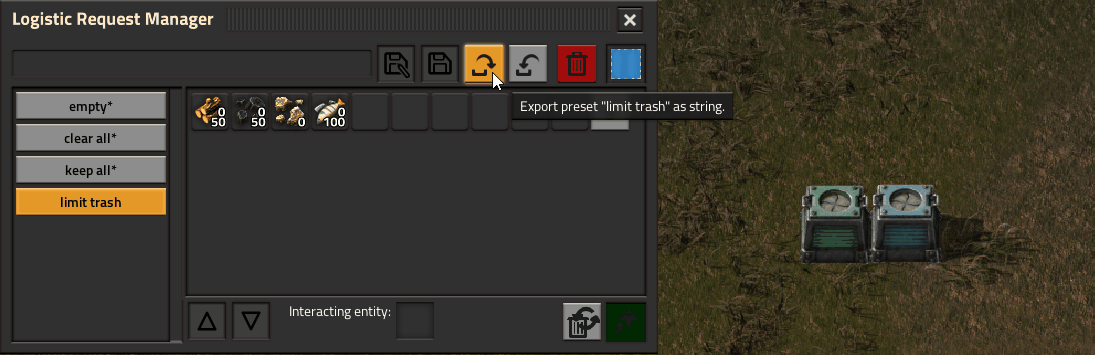 Logistic Request Manager
Export preset "limit trash" as string.
empty*
clear all*
keep all*
limit trash
0
50
0
50
0
0
0
100
Interacting entity: